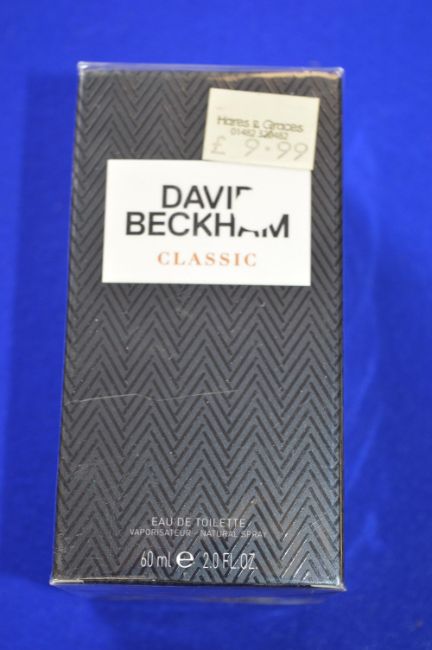 Hares & Graces
01482 320482
£ 9.99
DAVID
BECKHAM
CLASSIC
EAU DE TOILETTE
VAPORISATEUR - NATURAL SPRAY
60 ml ℮ 2.0 FL.OZ.